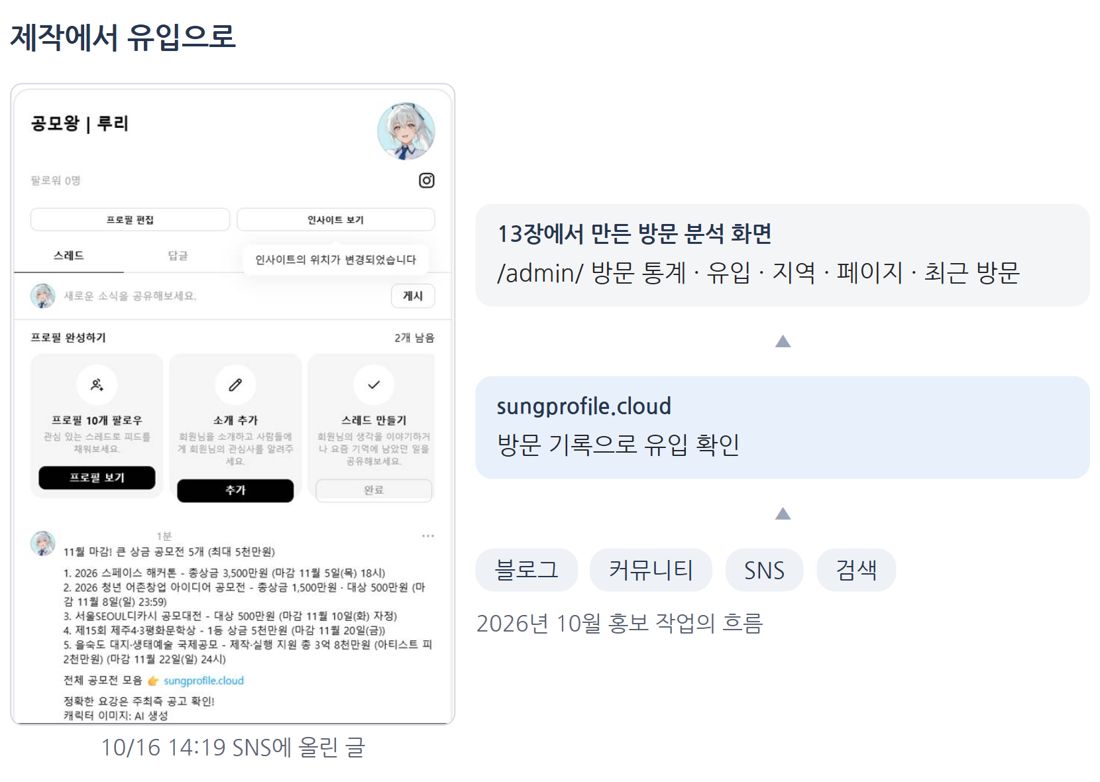 제작에서 유입으로
공모왕 | 루리
팔로워 0명
프로필 편집
인사이트 보기
스레드
답글
인사이트의 위치가 변경되었습니다
새로운 소식을 공유해보세요.
게시
프로필 완성하기
2개 남음
프로필 10개 팔로우
관심 있는 스레드로 피드를
채워보세요.
프로필 보기
소개 추가
회원님을 소개하고 사람들에
게 회원님의 관심사를 알려주
세요.
추가
스레드 만들기
회원님의 생각을 이야기하거
나 요즘 기억에 남았던 일을
공유해보세요.
완료
1분
11월 마감! 큰 상금 공모전 5개 (최대 5천만원)
1. 2026 스페이스 해커톤 - 총상금 3,500만원 (마감 11월 5일(목) 18시)
2. 2026 청년 어촌창업 아이디어 공모전 - 총상금 1,500만원 · 대상 500만원 (마
감 11월 8일(일) 23:59)
3. 서울SEOUL디카시 공모대전 - 대상 500만원 (마감 11월 10일(화) 자정)
4. 제15회 제주4·3평화문학상 - 1등 상금 5천만원 (마감 11월 20일(금))
5. 을숙도 대지·생태예술 국제공모 - 제작·실행 지원 총 3억 8천만원 (아티스트 피
2천만원) (마감 11월 22일(일) 24시)
전체 공모전 모음 👉 sungprofile.cloud
정확한 요강은 주최측 공고 확인!
캐릭터 이미지: AI 생성
10/16 14:19 SNS에 올린 글
13장에서 만든 방문 분석 화면
/admin/ 방문 통계 · 유입 · 지역 · 페이지 · 최근 방문
▲
sungprofile.cloud
방문 기록으로 유입 확인
▲
블로그
커뮤니티
SNS
검색
2026년 10월 홍보 작업의 흐름